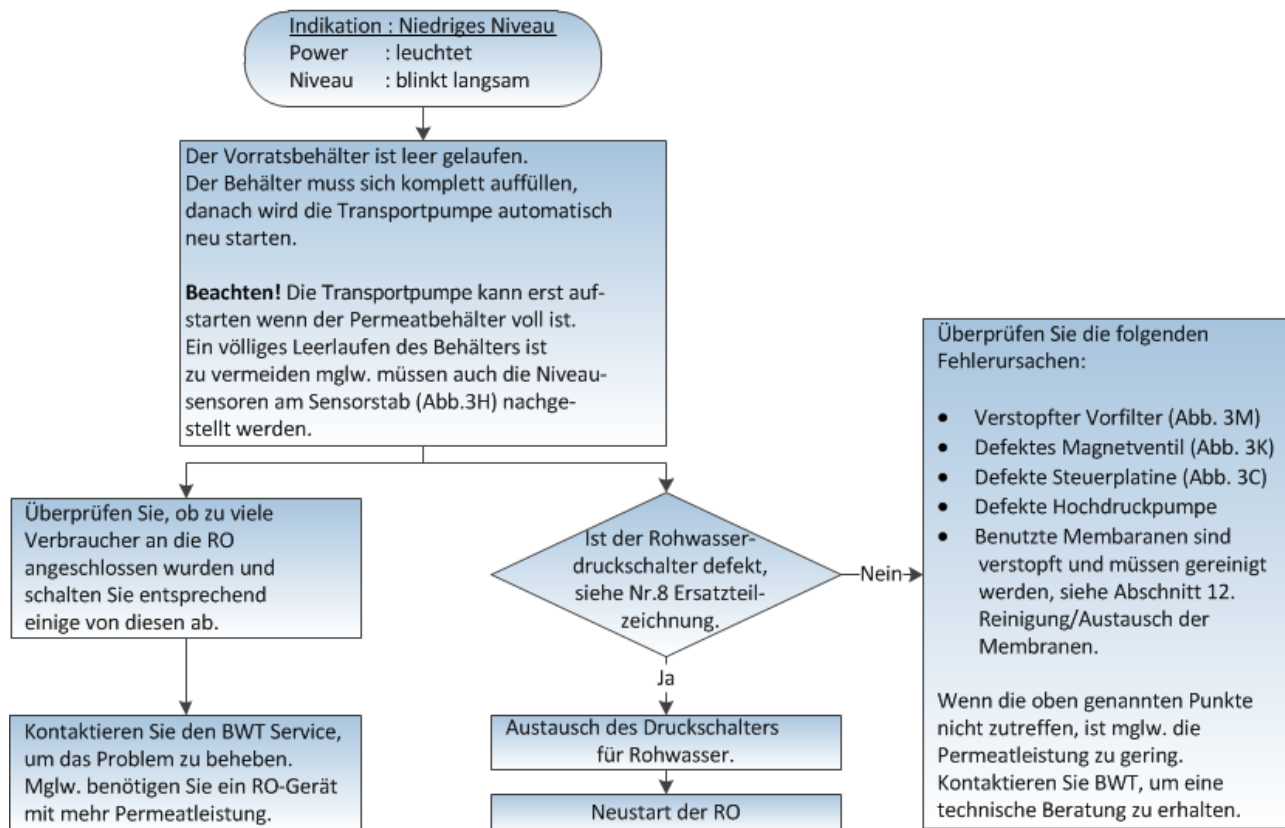 Indikation : Niedriges Niveau
Power : leuchtet
Niveau : blinkt langsam
Der Vorratsbehälter ist leer gelaufen.
Der Behälter muss sich komplett auffüllen,
danach wird die Transportpumpe automatisch
neu starten.
Beachten! Die Transportpumpe kann erst auf-
starten wenn der Permeatbehälter voll ist.
Ein völliges Leerlaufen des Behälters ist
zu vermeiden mglw. müssen auch die Niveau-
sensoren am Sensorstab (Abb.3H) nachge-
stellt werden.
Überprüfen Sie, ob zu viele
Verbraucher an die RO
angeschlossen wurden und
schalten Sie entsprechend
einige von diesen ab.
Kontaktieren Sie den BWT Service,
um das Problem zu beheben.
Mglw. benötigen Sie ein RO-Gerät
mit mehr Permeatleistung.
Ist der Rohwasser-
druckschalter defekt,
siehe Nr.8 Ersatzteil-
zeichnung.
Nein
Ja
Austausch des Druckschalters
für Rohwasser.
Neustart der RO
Überprüfen Sie die folgenden
Fehlerursachen:
• Verstopfter Vorfilter (Abb. 3M)
• Defektes Magnetventil (Abb. 3K)
• Defekte Steuerplatine (Abb. 3C)
• Defekte Hochdruckpumpe
• Benutzte Membaranen sind
verstopft und müssen gereinigt
werden, siehe Abschnitt 12.
Reinigung/Austausch der
Membranen.
Wenn die oben genannten Punkte
nicht zutreffen, ist mglw. die
Permeatleistung zu gering.
Kontaktieren Sie BWT, um eine
technische Beratung zu erhalten.